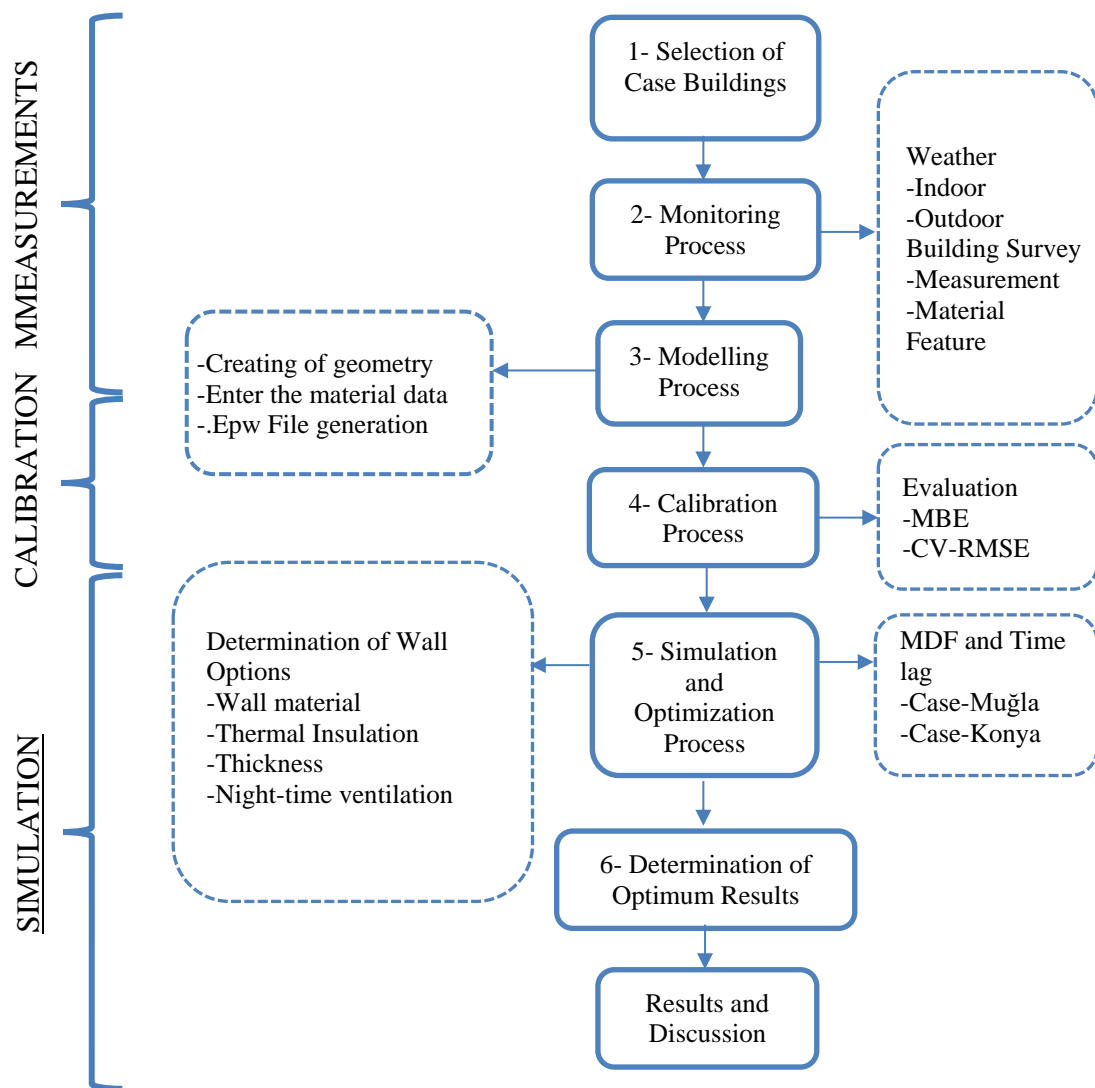 MMEASUREMENTS
1- Selection of
Case Buildings
2- Monitoring
Process
Weather
-Indoor
-Outdoor
Building Survey
-Measurement
-Material
Feature
3- Modelling
Process
-Creating of geometry
-Enter the material data
-.Epw File generation
CALIBRATION
4- Calibration
Process
Evaluation
-MBE
-CV-RMSE
SIMULATION
5- Simulation
and
Optimization
Process
Determination of Wall
Options
-Wall material
-Thermal Insulation
-Thickness
-Night-time ventilation
MDF and Time
lag
-Case-Muğla
-Case-Konya
6- Determination of
Optimum Results
Results and
Discussion